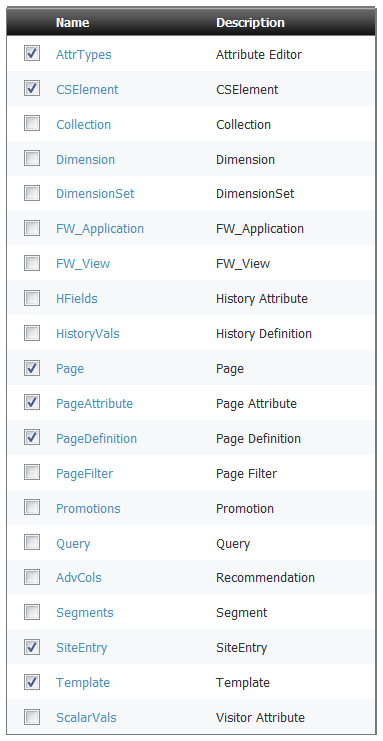 Name Description
AttrTypes Attribute Editor
CSElement CSElement
Collection Collection
Dimension Dimension
DimensionSet DimensionSet
FW_Application FW_Application
FW_View FW_View
HFields History Attribute
HistoryVals History Definition
Page Page
PageAttribute Page Attribute
PageDefinition Page Definition
PageFilter Page Filter
Promotions Promotion
Query Query
AdvCols Recommendation
Segments Segment
SiteEntry SiteEntry
Template Template
ScalarVals Visitor Attribute